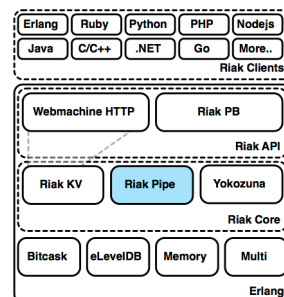 Erlang Ruby Python PHP Nodejs
Java C/C++ .NET Go More..
Riak Clients
Webmachine HTTP Riak PB
Riak API
Riak KV Riak Pipe Yokozuna
Riak Core
Bitcask eLevelDB Memory Multi
Erlang